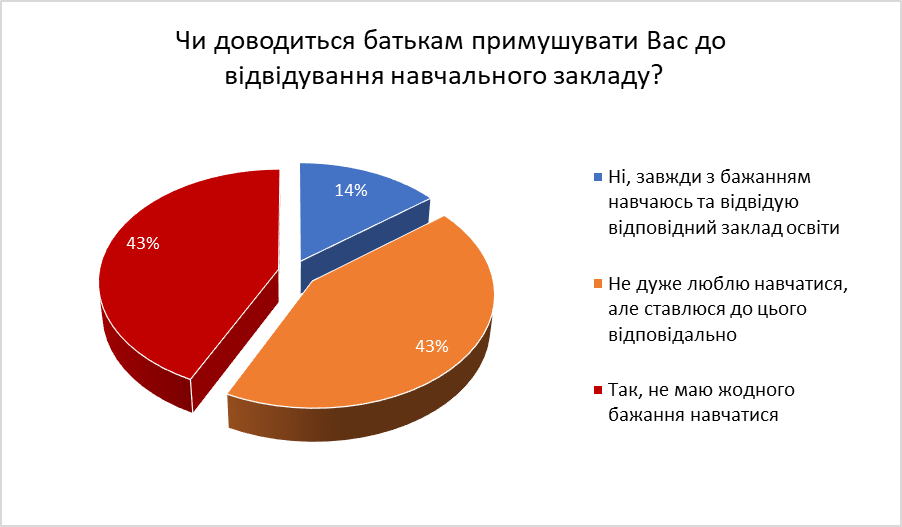 Чи доводиться батькам примушувати Вас до
відвідування навчального закладу?
14%
43%
43%
Ні, завжди з бажанням
навчаюсь та відвідую
відповідний заклад освіти
Не дуже люблю навчатися,
але ставлюся до цього
відповідально
Так, не маю жодного
бажання навчатися